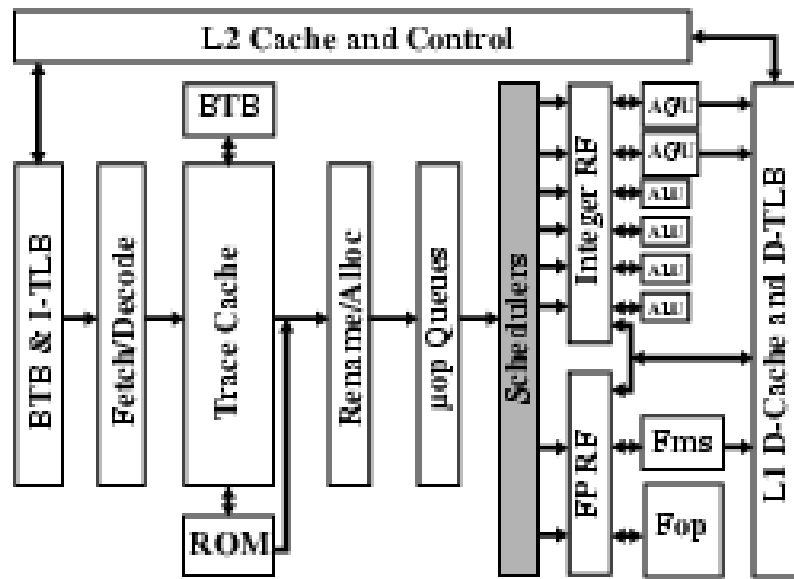 L2 Cache and Control
BTB
BTB & I-TLB
Fetch/Decode
Trace Cache
ROM
Rename/Alloc
µop Queues
Schedulers
Integer RF
FP RF
AGU
AGU
ALU
ALU
ALU
ALU
Fms
Fop
L1 D-Cache and D-TLB